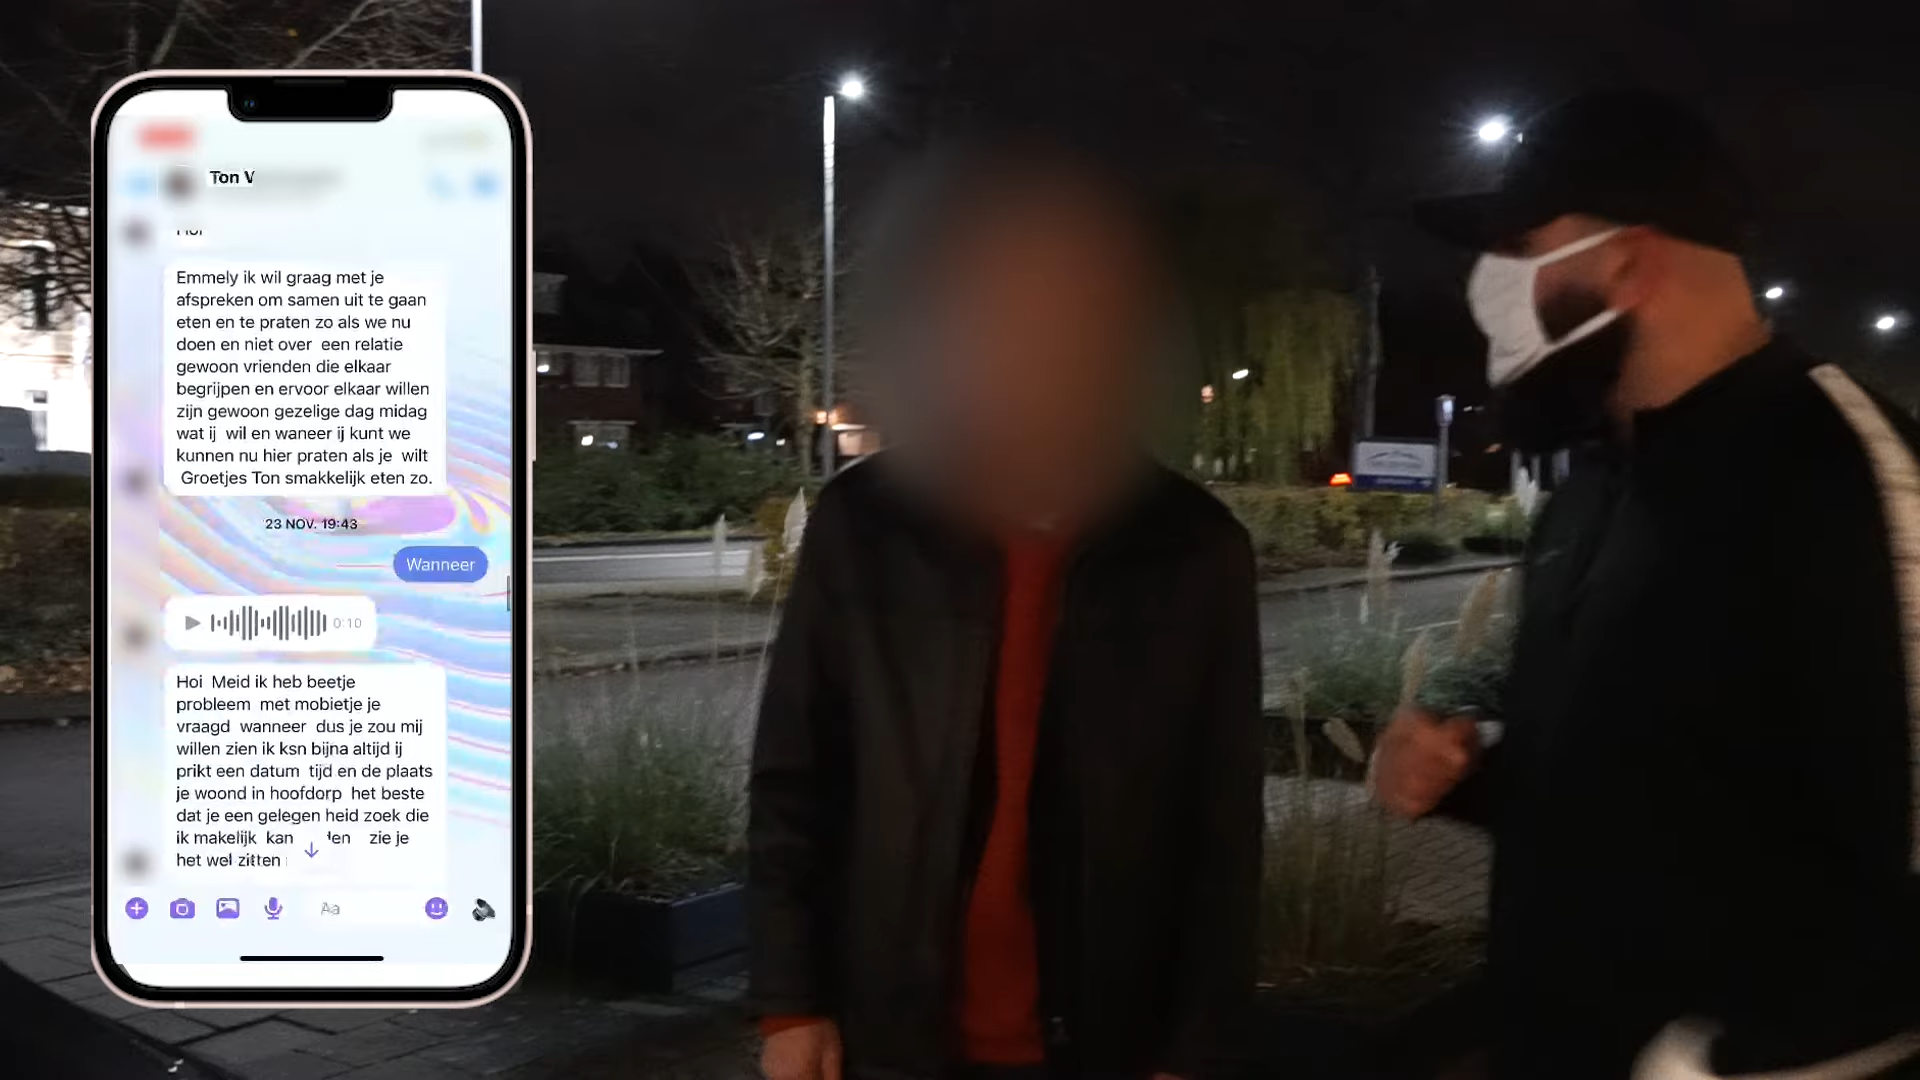 Ton V
Emmely ik wil graag met je
afspreken om samen uit te gaan
eten en te praten zo als we nu
doen en niet over een relatie
gewoon vrienden die elkaar
begrijpen en ervoor elkaar willen
zijn gewoon gezelige dag midag
wat ij wil en waneer ij kunt we
kunnen nu hier praten als je wilt
Groetjes Ton smakkelijk eten zo.
23 NOV. 19:43
Wanneer
0:10
Hoi Meid ik heb beetje
probleem met mobietje je
vraagd wanneer dus je zou mij
willen zien ik ksn bijna altijd ij
prikt een datum tijd en de plaats
je woond in hoofdorp het beste
dat je een gelegen heid zoek die
ik makelijk kan zie je
het wel zitten
Aa